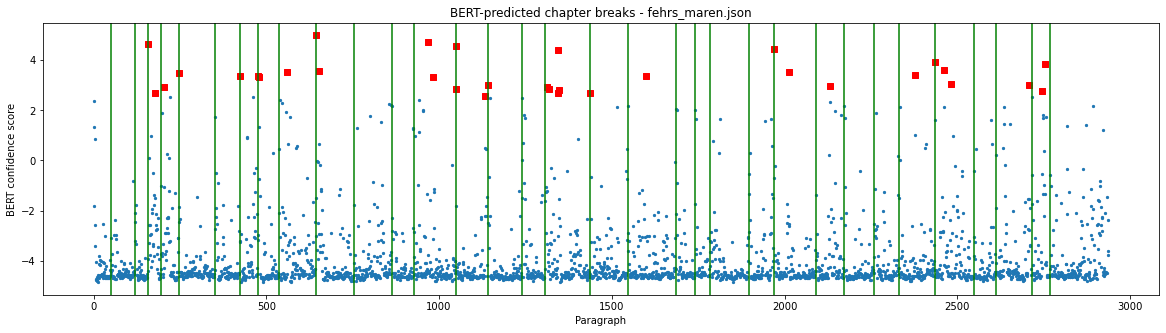 BERT-predicted chapter breaks - fehrs_maren.json
BERT confidence score
4
2
0
−2
−4
0 500 1000 1500 2000 2500 3000
Paragraph